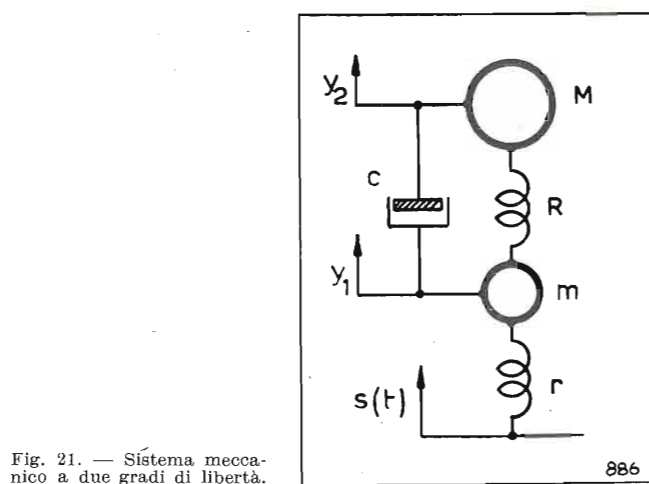 y2
M
C
R
y1
m
s(t)
r
Fig. 21. — Sistema mecca-
nico a due gradi di libertà.
886